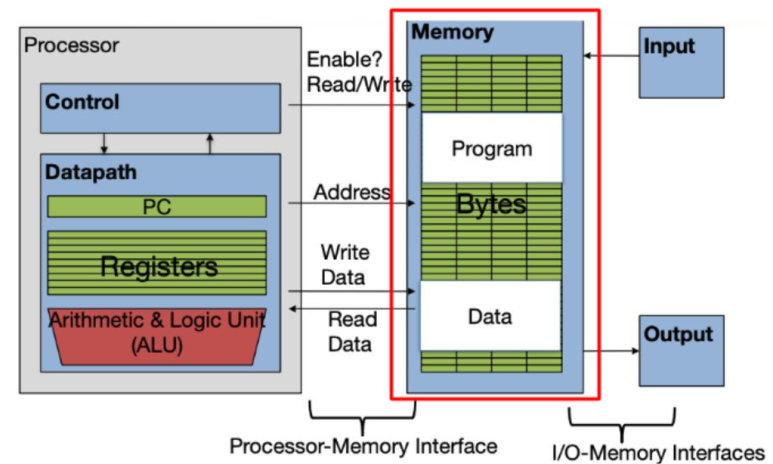 Processor
Control
Datapath
PC
Registers
Arithmetic & Logic Unit
(ALU)
Enable?
Read/Write
Address
Write
Data
Read
Data
Processor-Memory Interface
Memory
Program
Bytes
Data
Input
Output
I/O-Memory Interfaces